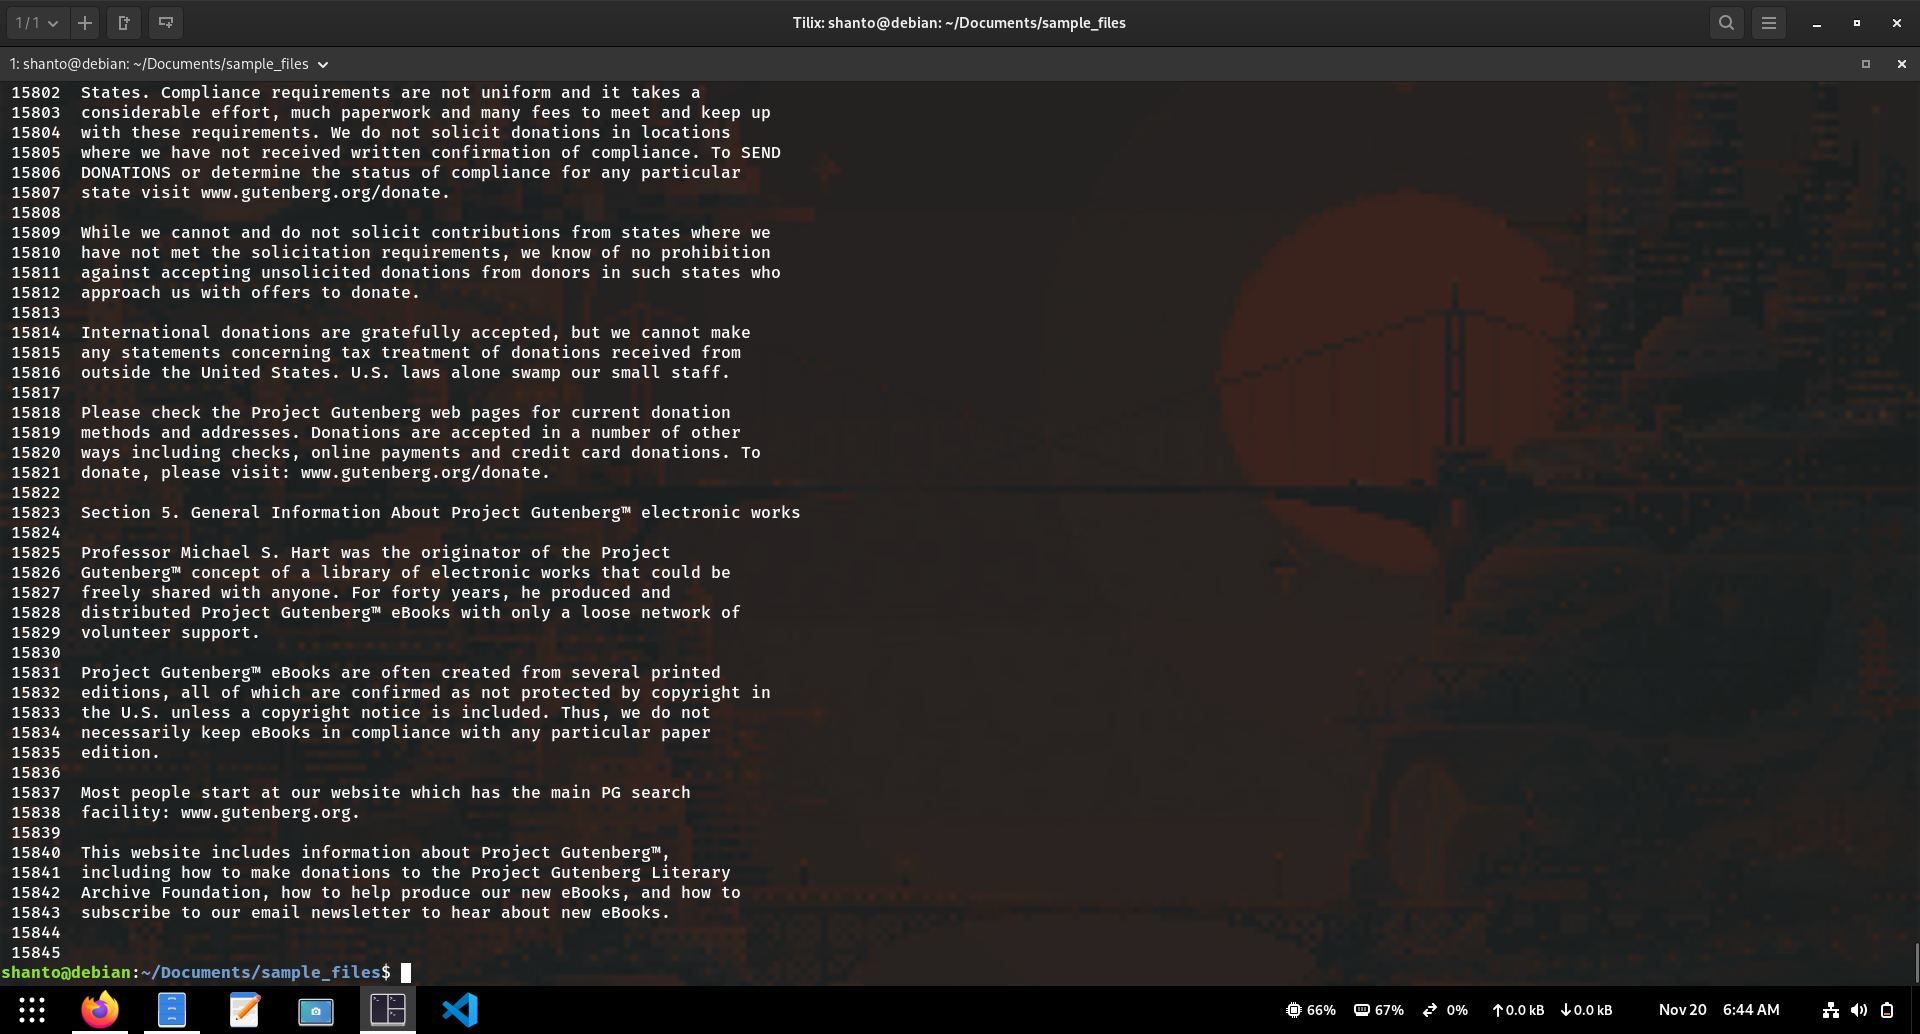 1/1
Tilix: shanto@debian: ~/Documents/sample_files
1: shanto@debian: ~/Documents/sample_files
15802 States. Compliance requirements are not uniform and it takes a
15803 considerable effort, much paperwork and many fees to meet and keep up
15804 with these requirements. We do not solicit donations in locations
15805 where we have not received written confirmation of compliance. To SEND
15806 DONATIONS or determine the status of compliance for any particular
15807 state visit www.gutenberg.org/donate.
15808
15809 While we cannot and do not solicit contributions from states where we
15810 have not met the solicitation requirements, we know of no prohibition
15811 against accepting unsolicited donations from donors in such states who
15812 approach us with offers to donate.
15813
15814 International donations are gratefully accepted, but we cannot make
15815 any statements concerning tax treatment of donations received from
15816 outside the United States. U.S. laws alone swamp our small staff.
15817
15818 Please check the Project Gutenberg web pages for current donation
15819 methods and addresses. Donations are accepted in a number of other
15820 ways including checks, online payments and credit card donations. To
15821 donate, please visit: www.gutenberg.org/donate.
15822
15823 Section 5. General Information About Project Gutenberg™ electronic works
15824
15825 Professor Michael S. Hart was the originator of the Project
15826 Gutenberg™ concept of a library of electronic works that could be
15827 freely shared with anyone. For forty years, he produced and
15828 distributed Project Gutenberg™ eBooks with only a loose network of
15829 volunteer support.
15830
15831 Project Gutenberg™ eBooks are often created from several printed
15832 editions, all of which are confirmed as not protected by copyright in
15833 the U.S. unless a copyright notice is included. Thus, we do not
15834 necessarily keep eBooks in compliance with any particular paper
15835 edition.
15836
15837 Most people start at our website which has the main PG search
15838 facility: www.gutenberg.org.
15839
15840 This website includes information about Project Gutenberg™,
15841 including how to make donations to the Project Gutenberg Literary
15842 Archive Foundation, how to help produce our new eBooks, and how to
15843 subscribe to our email newsletter to hear about new eBooks.
15844
15845
shanto@debian:~/Documents/sample_files$
66% 67% 0% ↑0.0 kB ↓0.0 kB Nov 20 6:44 AM